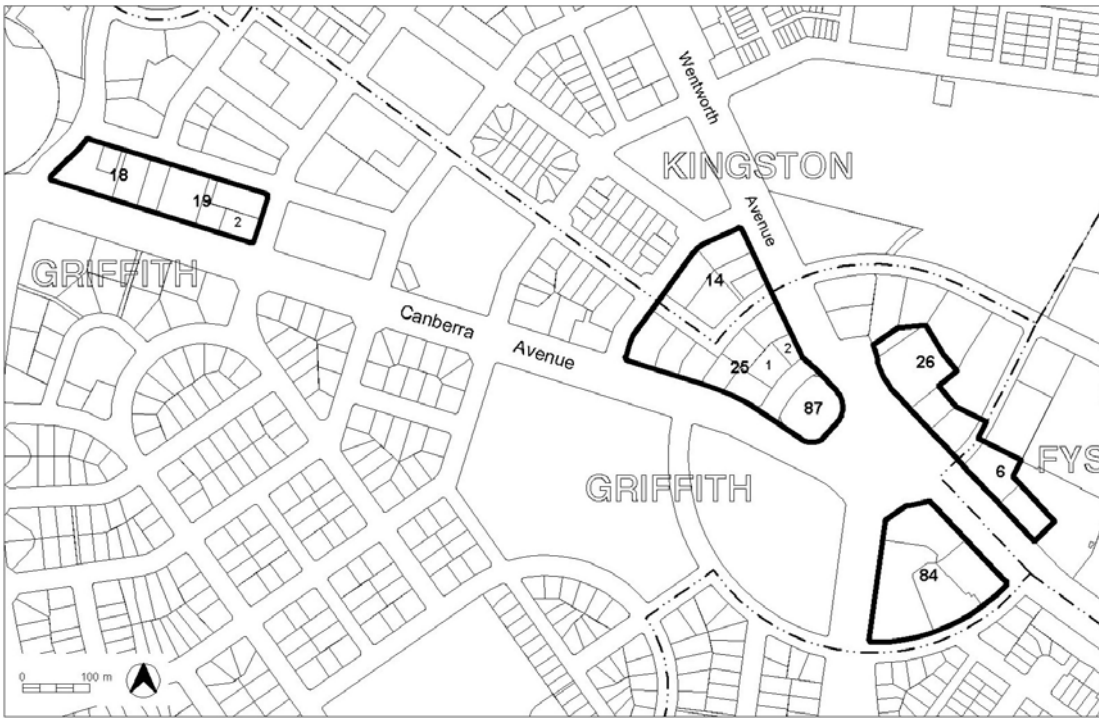 Wentworth
KINGSTON
Avenue
18
19
2
GRIFFITH
14
Canberra
Avenue
25
1
2
26
87
6
FYS
GRIFFITH
84
0
100 m